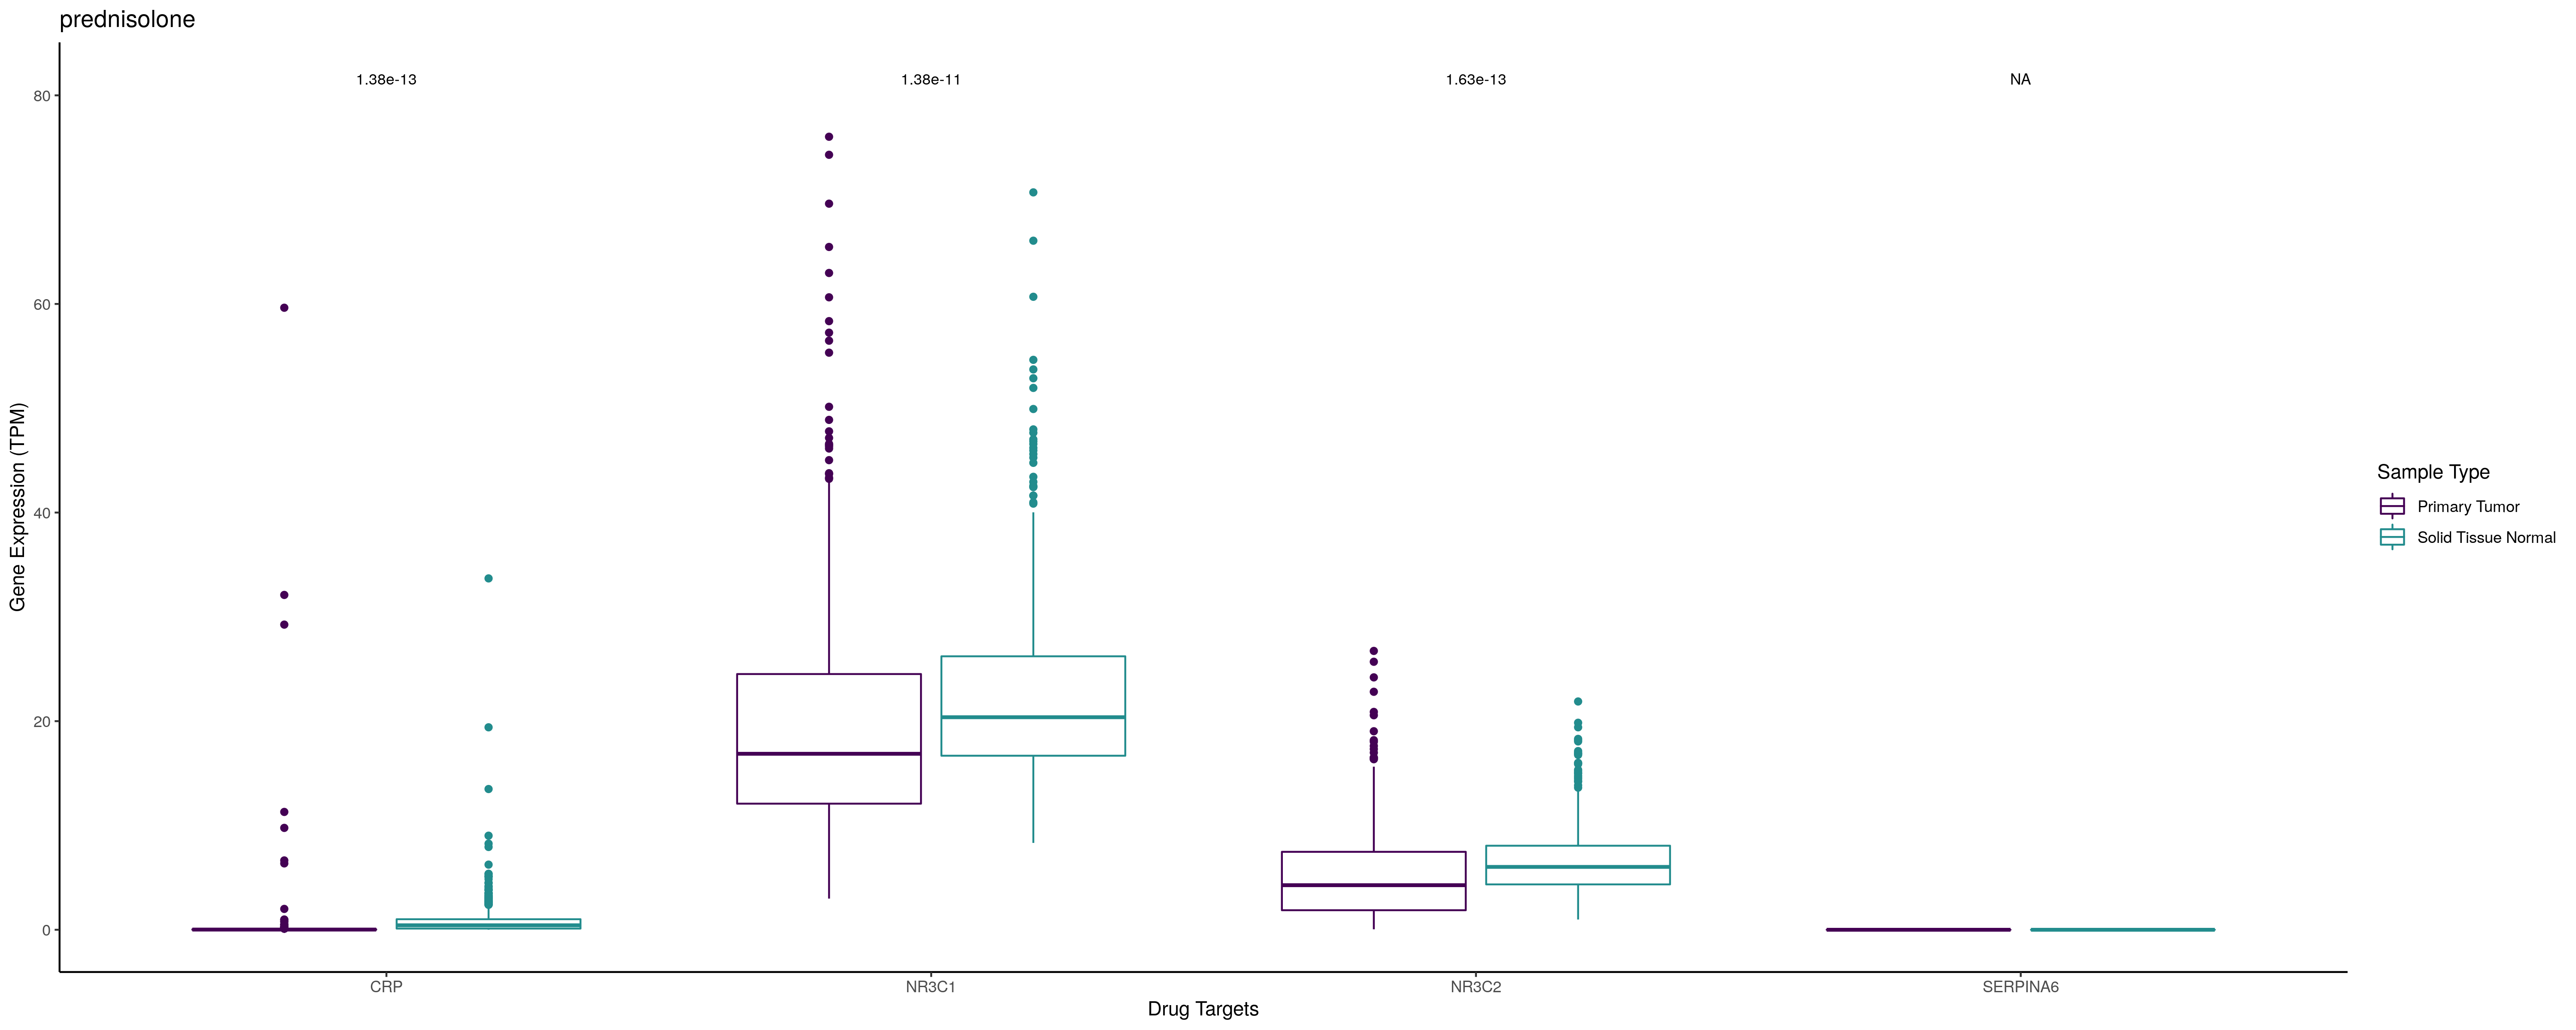 prednisolone
1.38e-13
1.38e-11
1.63e-13
NA
80
60
40
20
0
Gene Expression (TPM)
CRP
NR3C1
NR3C2
SERPINA6
Drug Targets
Sample Type
Primary Tumor
Solid Tissue Normal